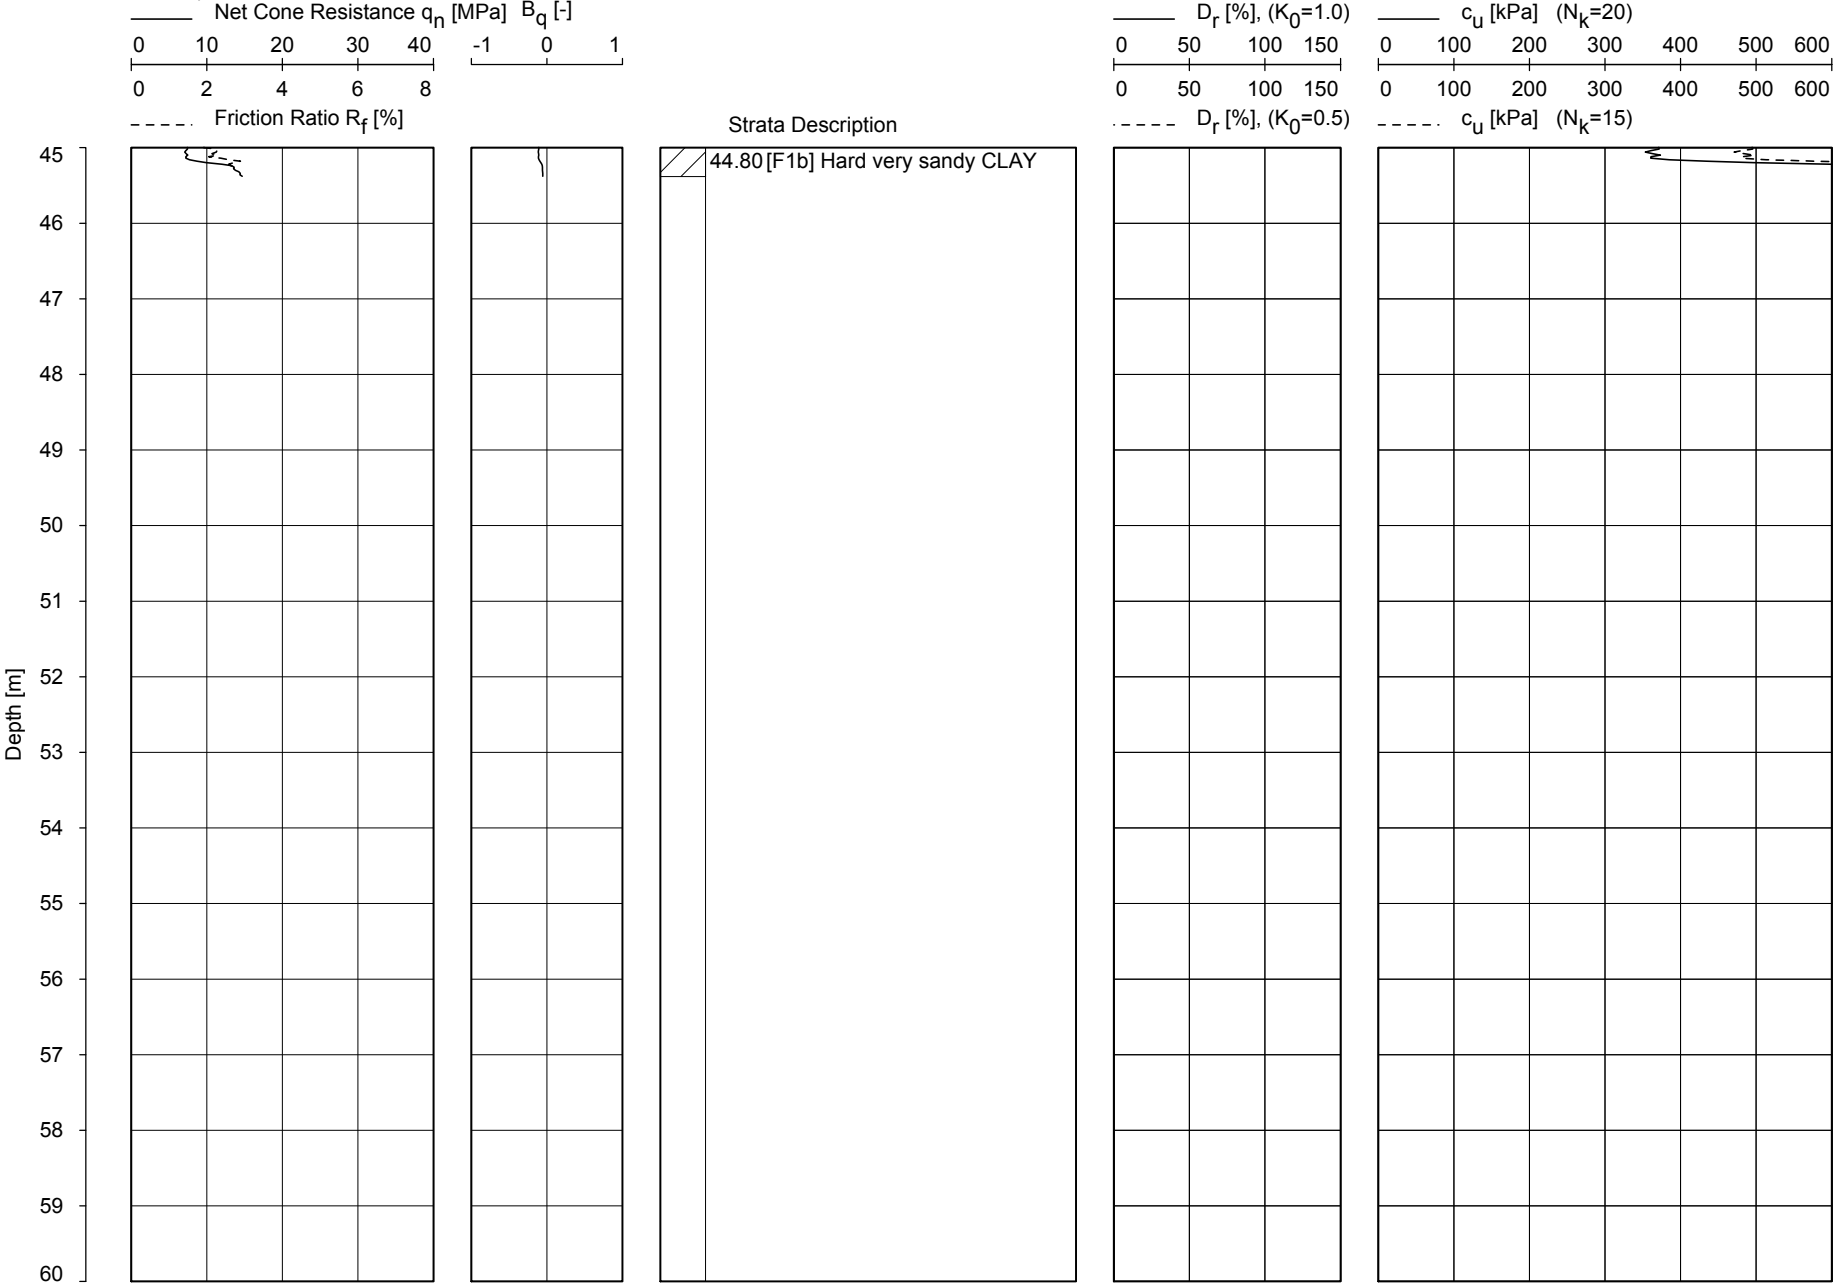 Net Cone Resistance qn [MPa] Bq [-] Dr [%], (K0=1.0) cu [kPa] (Nk=20)
0 10 20 30 40 -1 0 1 0 50 100 150 0 100 200 300 400 500 600
0 2 4 6 8 0 50 100 150 0 100 200 300 400 500 600
Friction Ratio Rf [%] Strata Description Dr [%], (K0=0.5) cu [kPa] (Nk=15)
45 44.80 [F1b] Hard very sandy CLAY
46
47
48
49
50
51
52
Depth [m]
53
54
55
56
57
58
59
60